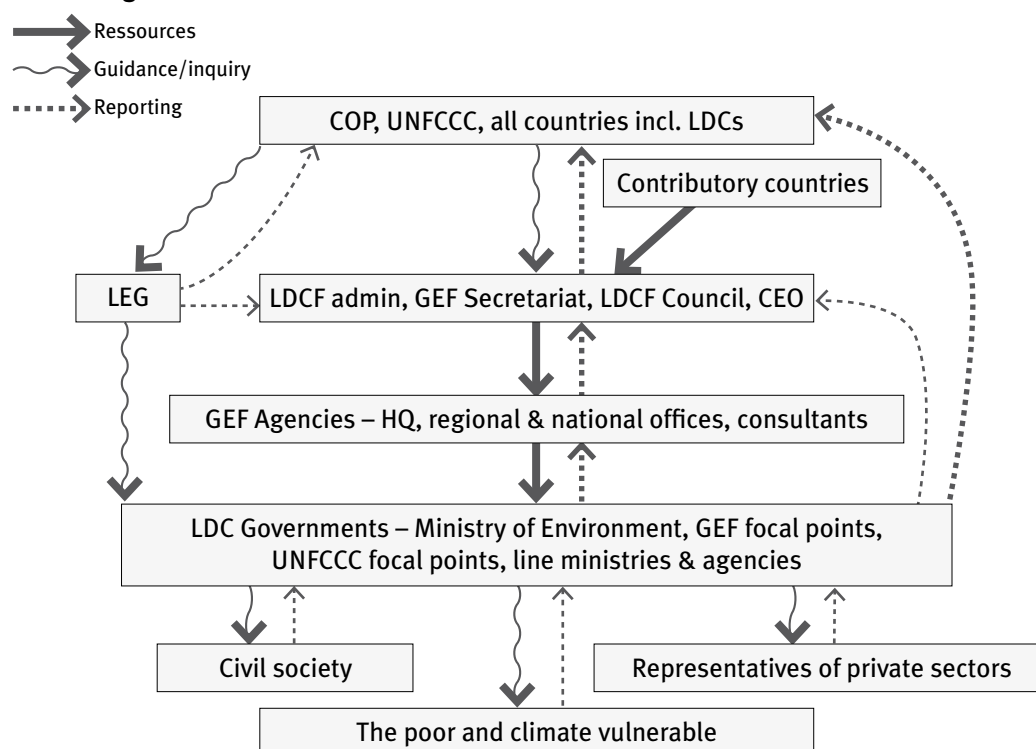 Ressources
Guidance/inquiry
Reporting
COP, UNFCCC, all countries incl. LDCs
Contributory countries
LEG
LDCF admin, GEF Secretariat, LDCF Council, CEO
GEF Agencies – HQ, regional & national offices, consultants
LDC Governments – Ministry of Environment, GEF focal points,
UNFCCC focal points, line ministries & agencies
Civil society
Representatives of private sectors
The poor and climate vulnerable